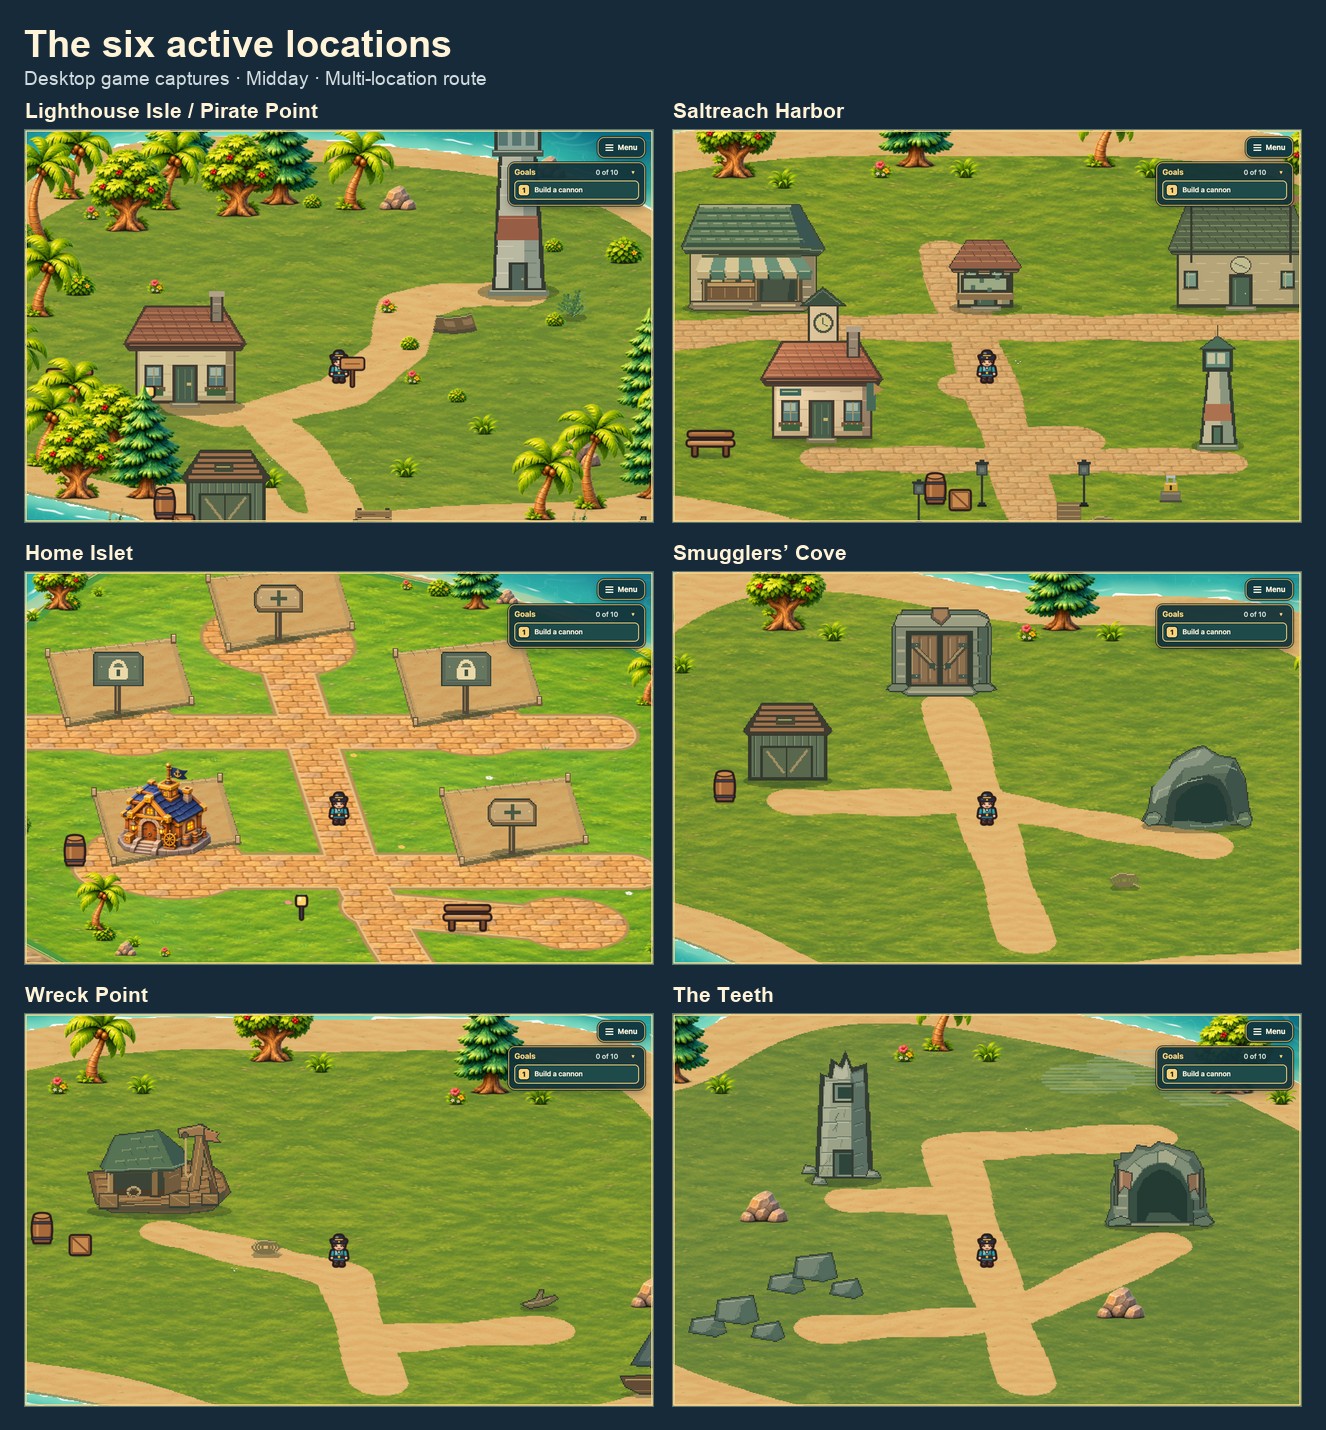 The six active locations
Desktop game captures · Midday · Multi-location route
Lighthouse Isle / Pirate Point
Menu
Goals 0 of 10
1 Build a cannon
Saltreach Harbor
Menu
Goals 0 of 10
1 Build a cannon
Home Islet
Menu
Goals 0 of 10
1 Build a cannon
Smugglers’ Cove
Menu
Goals 0 of 10
1 Build a cannon
Wreck Point
Menu
Goals 0 of 10
1 Build a cannon
The Teeth
Menu
Goals 0 of 10
1 Build a cannon